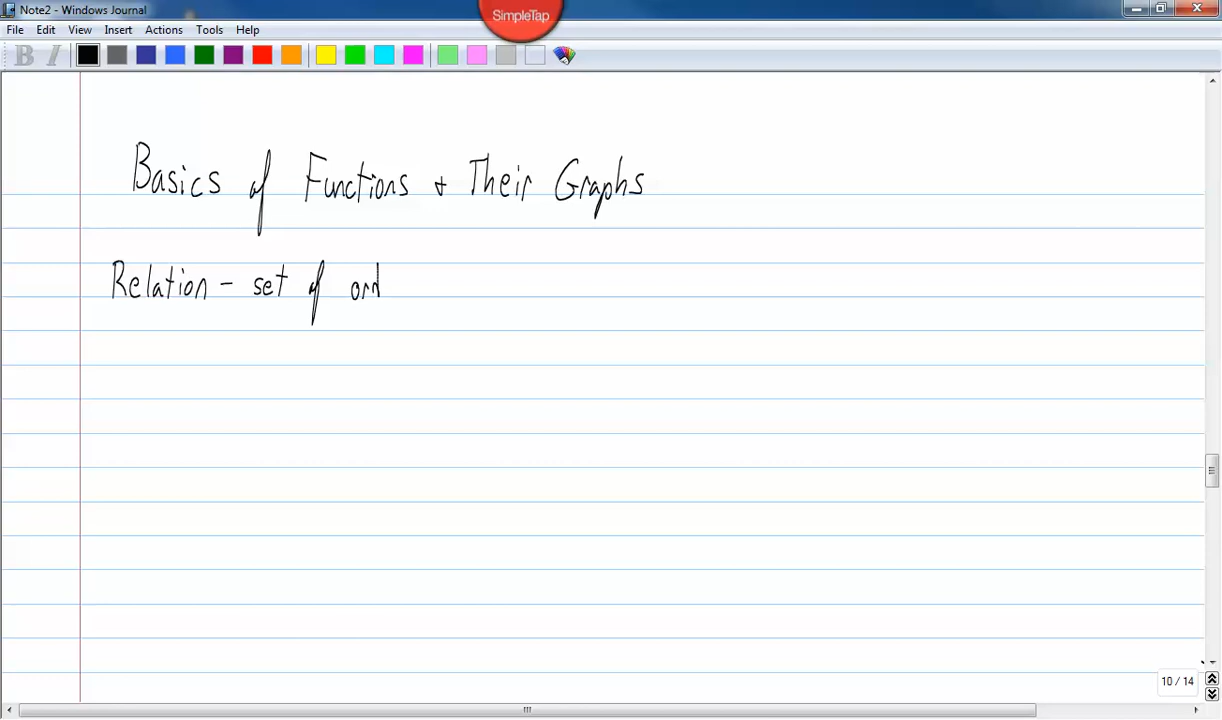 Note2 - Windows Journal
SimpleTap
File Edit View Insert Actions Tools Help
B I
Basics of Functions + Their Graphs
Relation - set of ord
10 / 14